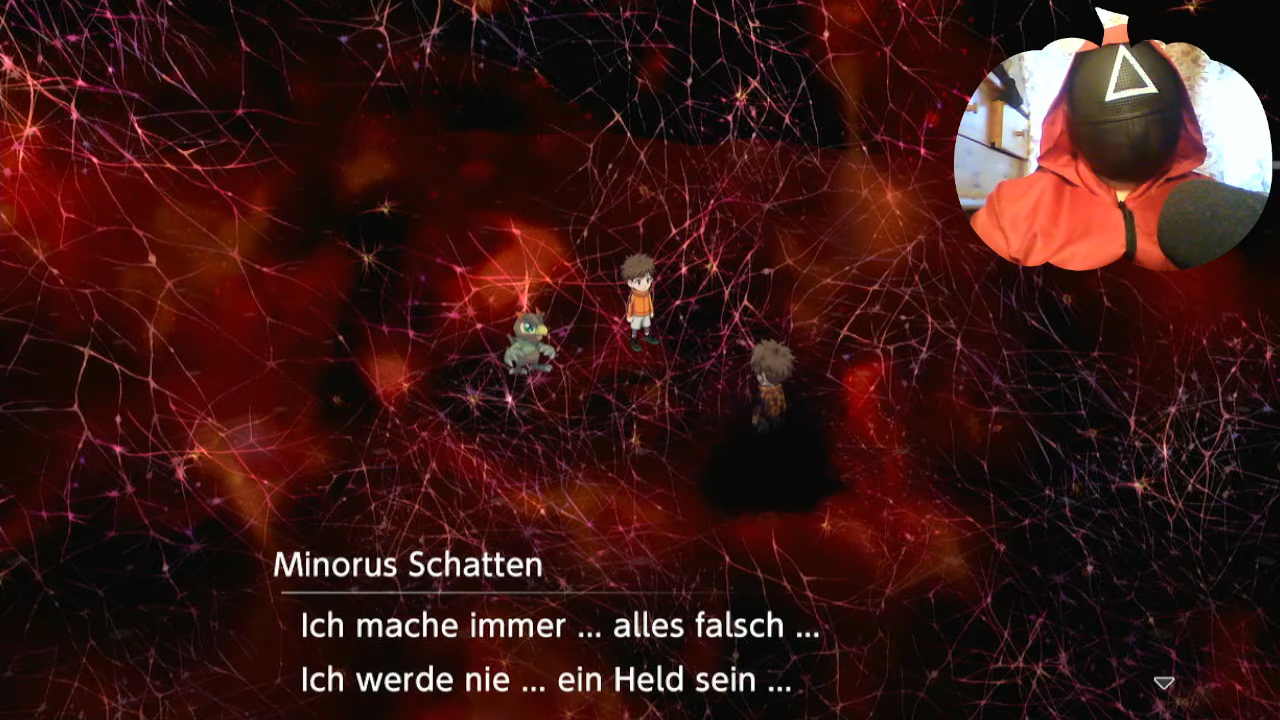 Minorus Schatten
Ich mache immer ... alles falsch ...
Ich werde nie ... ein Held sein ...